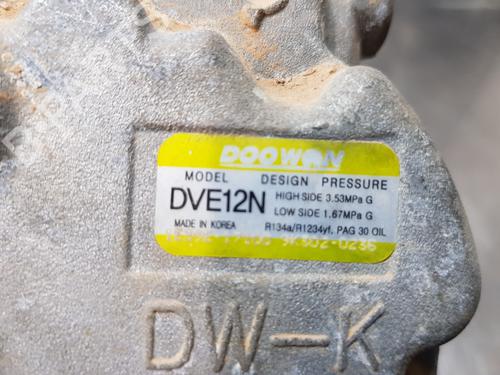 DOOWON
MODEL DESIGN PRESSURE
DVE12N HIGH SIDE 3.53MPa G
LOW SIDE 1.67MPa G
MADE IN KOREA R134a/R1234yf. PAG 30 OIL
DW-K